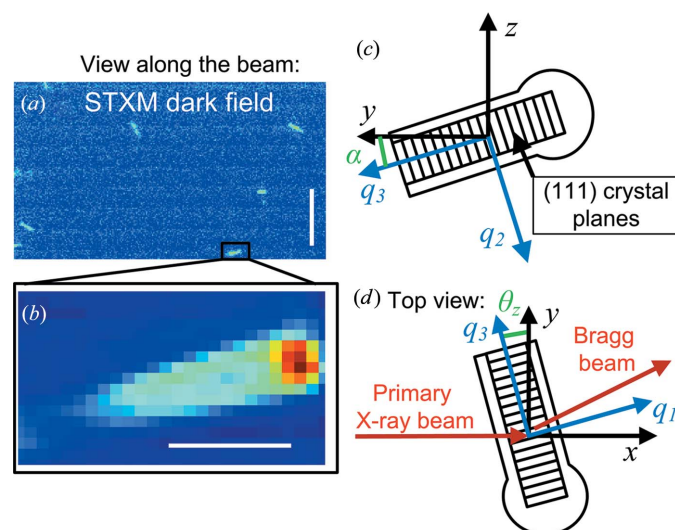 View along the beam:
(a)
STXM dark field
(b)
(c)
z
y
α
q3
q2
(111) crystal
planes
(d) Top view:
θz
y
q3
Bragg
beam
Primary
X-ray beam
q1
x